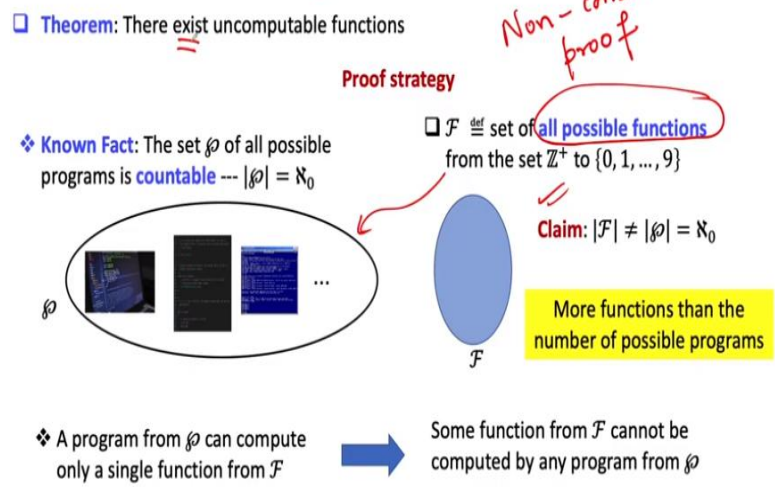 ❑ Theorem: There exist uncomputable functions
Non-
proof
Proof strategy
❖ Known Fact: The set ℘ of all possible
programs is countable --- |℘| = ℵ₀
❑ ℱ ≝ set of all possible functions
from the set ℤ⁺ to {0, 1, …, 9}
Claim: |ℱ| ≠ |℘| = ℵ₀
...
℘
ℱ
More functions than the
number of possible programs
❖ A program from ℘ can compute
only a single function from ℱ
Some function from ℱ cannot be
computed by any program from ℘